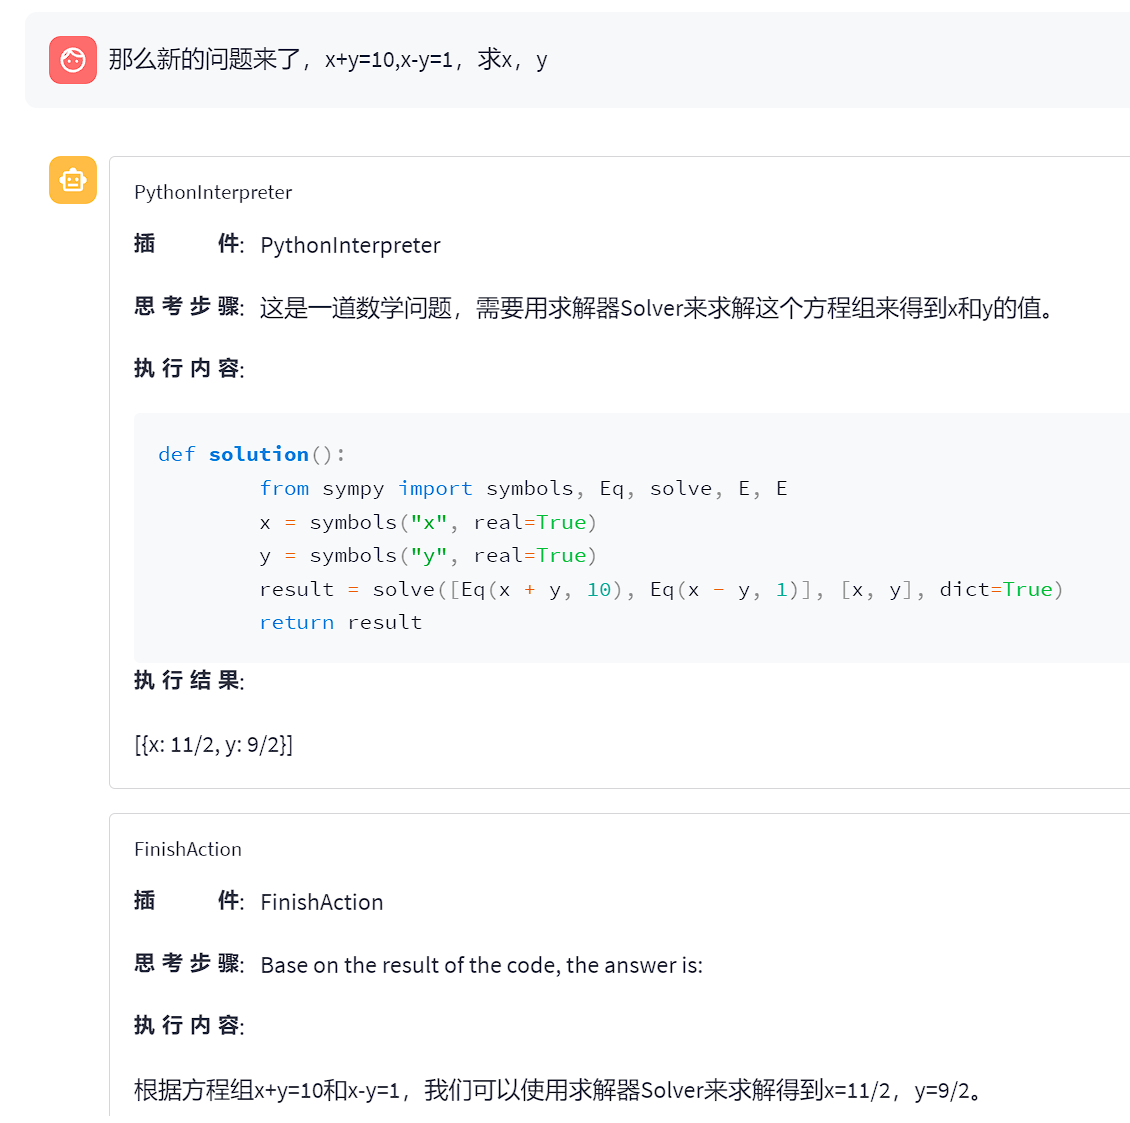 那么新的问题来了，x+y=10,x-y=1，求x，y
PythonInterpreter
插 件: PythonInterpreter
思 考 步 骤: 这是一道数学问题，需要用求解器Solver来求解这个方程组来得到x和y的值。
执 行 内 容:
def solution():
from sympy import symbols, Eq, solve, E, E
x = symbols("x", real=True)
y = symbols("y", real=True)
result = solve([Eq(x + y, 10), Eq(x - y, 1)], [x, y], dict=True)
return result
执 行 结 果:
[{x: 11/2, y: 9/2}]
FinishAction
插 件: FinishAction
思 考 步 骤: Base on the result of the code, the answer is:
执 行 内 容:
根据方程组x+y=10和x-y=1，我们可以使用求解器Solver来求解得到x=11/2，y=9/2。